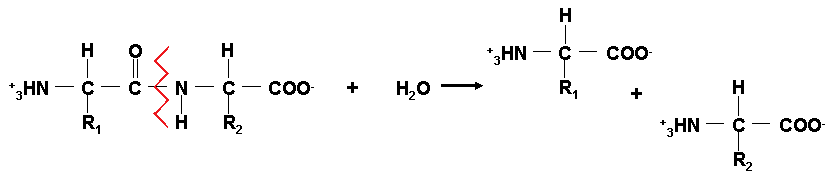 H O H
⁺₃HN C C N C COO⁻ + H₂O
R₁ H R₂
H
⁺₃HN C COO⁻
R₁
+
H
⁺₃HN C COO⁻
R₂